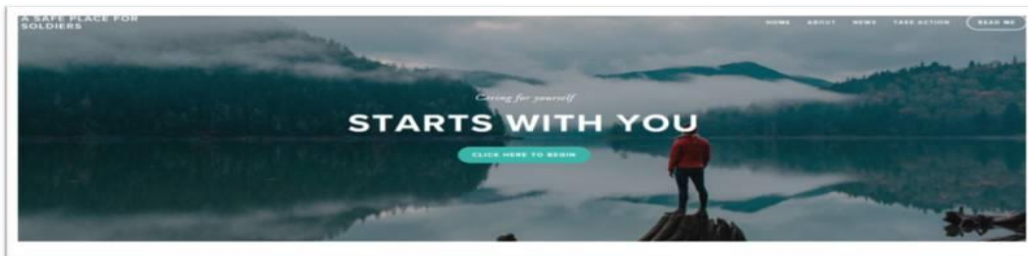 A SAFE PLACE FOR
SOLDIERS
HOME ABOUT NEWS TAKE ACTION READ ME
Caring for yourself
STARTS WITH YOU
CLICK HERE TO BEGIN